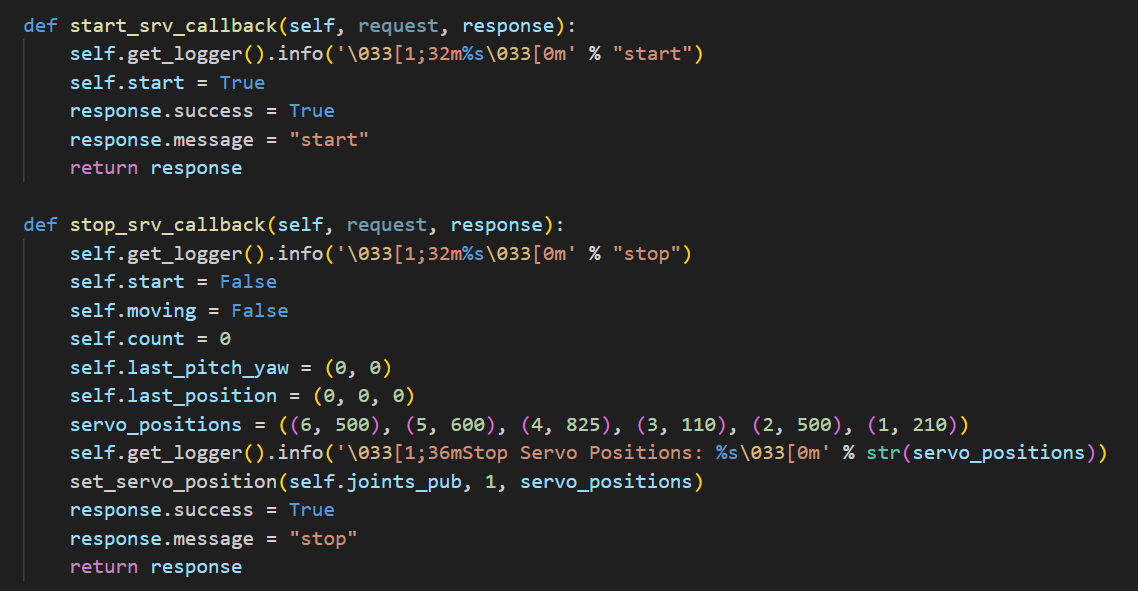 def start_srv_callback(self, request, response):
    self.get_logger().info('\033[1;32m%s\033[0m' % "start")
    self.start = True
    response.success = True
    response.message = "start"
    return response

def stop_srv_callback(self, request, response):
    self.get_logger().info('\033[1;32m%s\033[0m' % "stop")
    self.start = False
    self.moving = False
    self.count = 0
    self.last_pitch_yaw = (0, 0)
    self.last_position = (0, 0, 0)
    servo_positions = ((6, 500), (5, 600), (4, 825), (3, 110), (2, 500), (1, 210))
    self.get_logger().info('\033[1;36mStop Servo Positions: %s\033[0m' % str(servo_positions))
    set_servo_position(self.joints_pub, 1, servo_positions)
    response.success = True
    response.message = "stop"
    return response